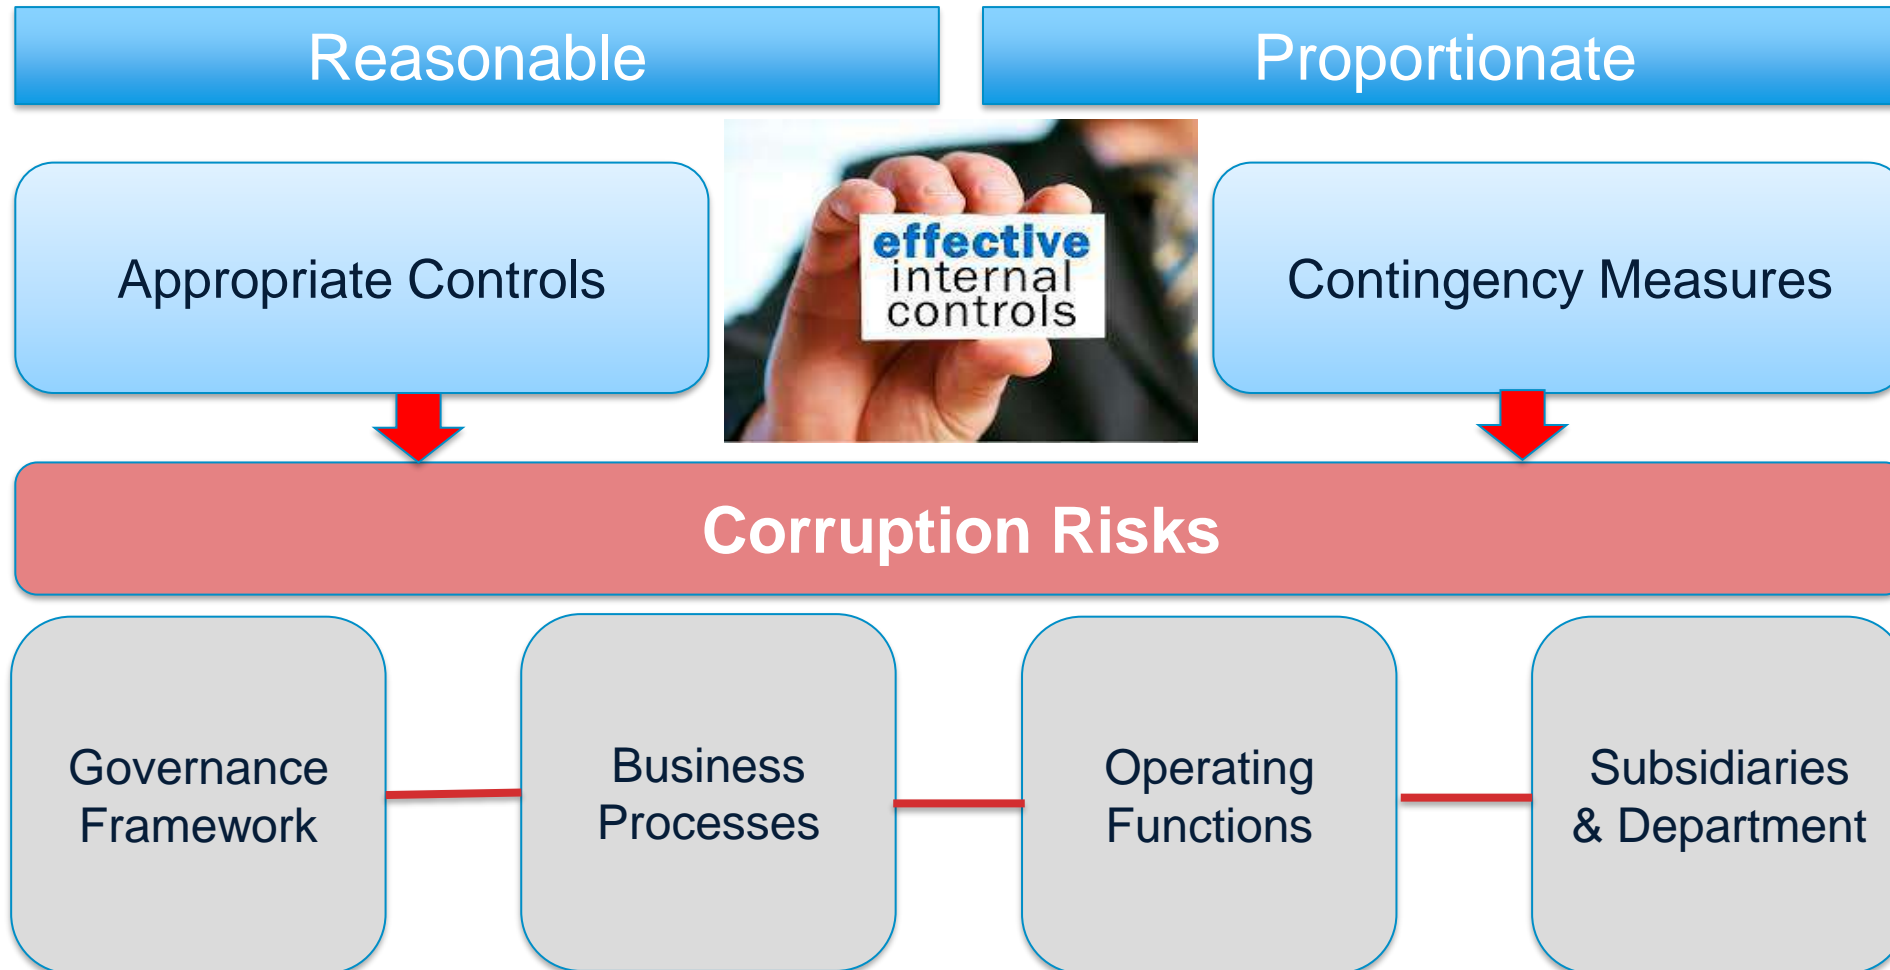 Reasonable
Proportionate
Appropriate Controls
effective
internal
controls
Contingency Measures
Corruption Risks
Governance
Framework
Business
Processes
Operating
Functions
Subsidiaries
& Department